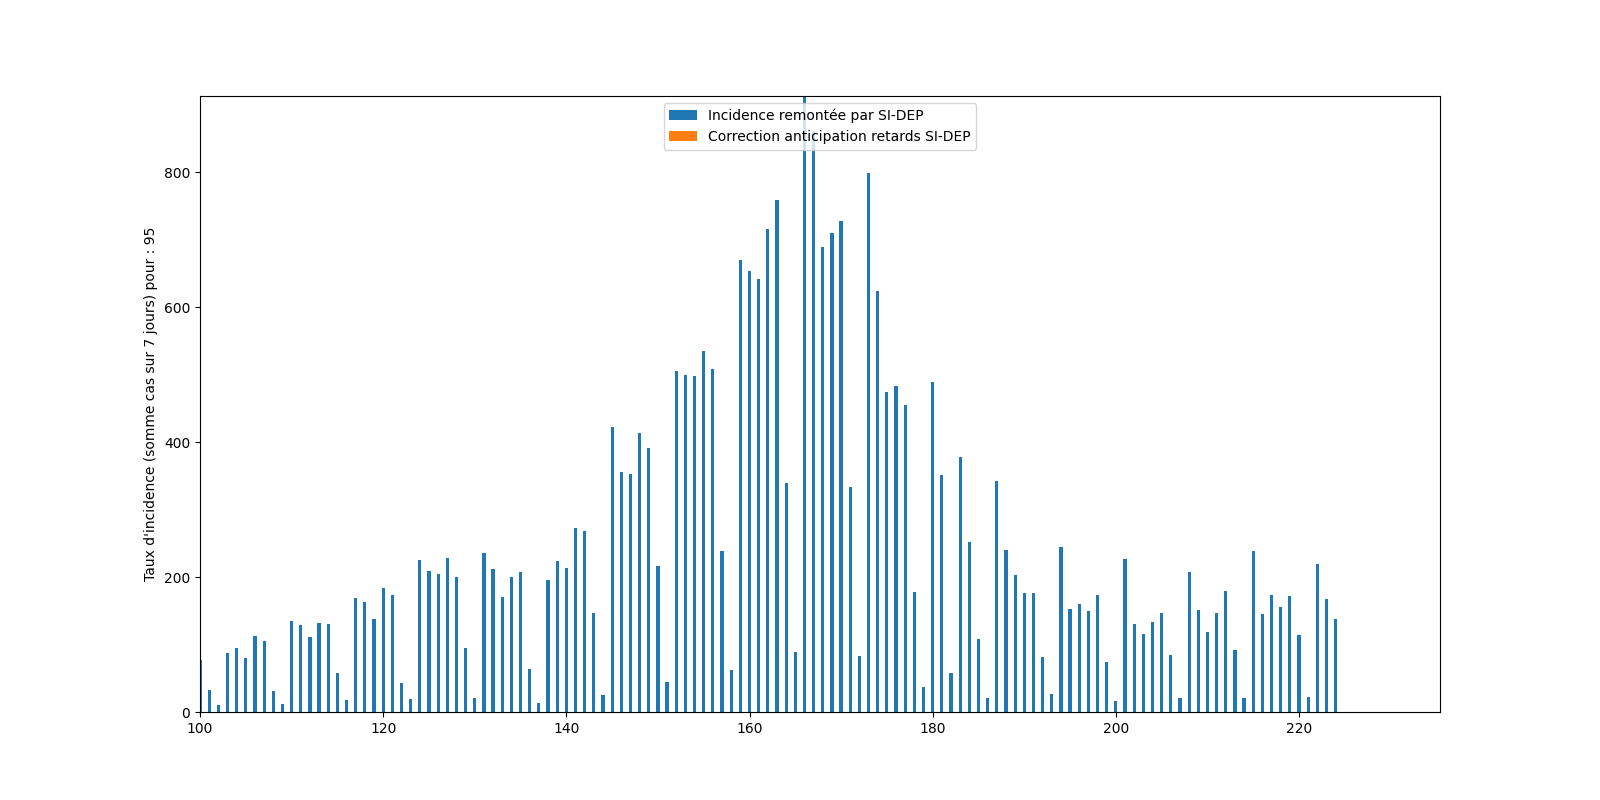 Incidence remontée par SI-DEP
Correction anticipation retards SI-DEP
Taux d'incidence (somme cas sur 7 jours) pour : 95
800
600
400
200
0
100 120 140 160 180 200 220